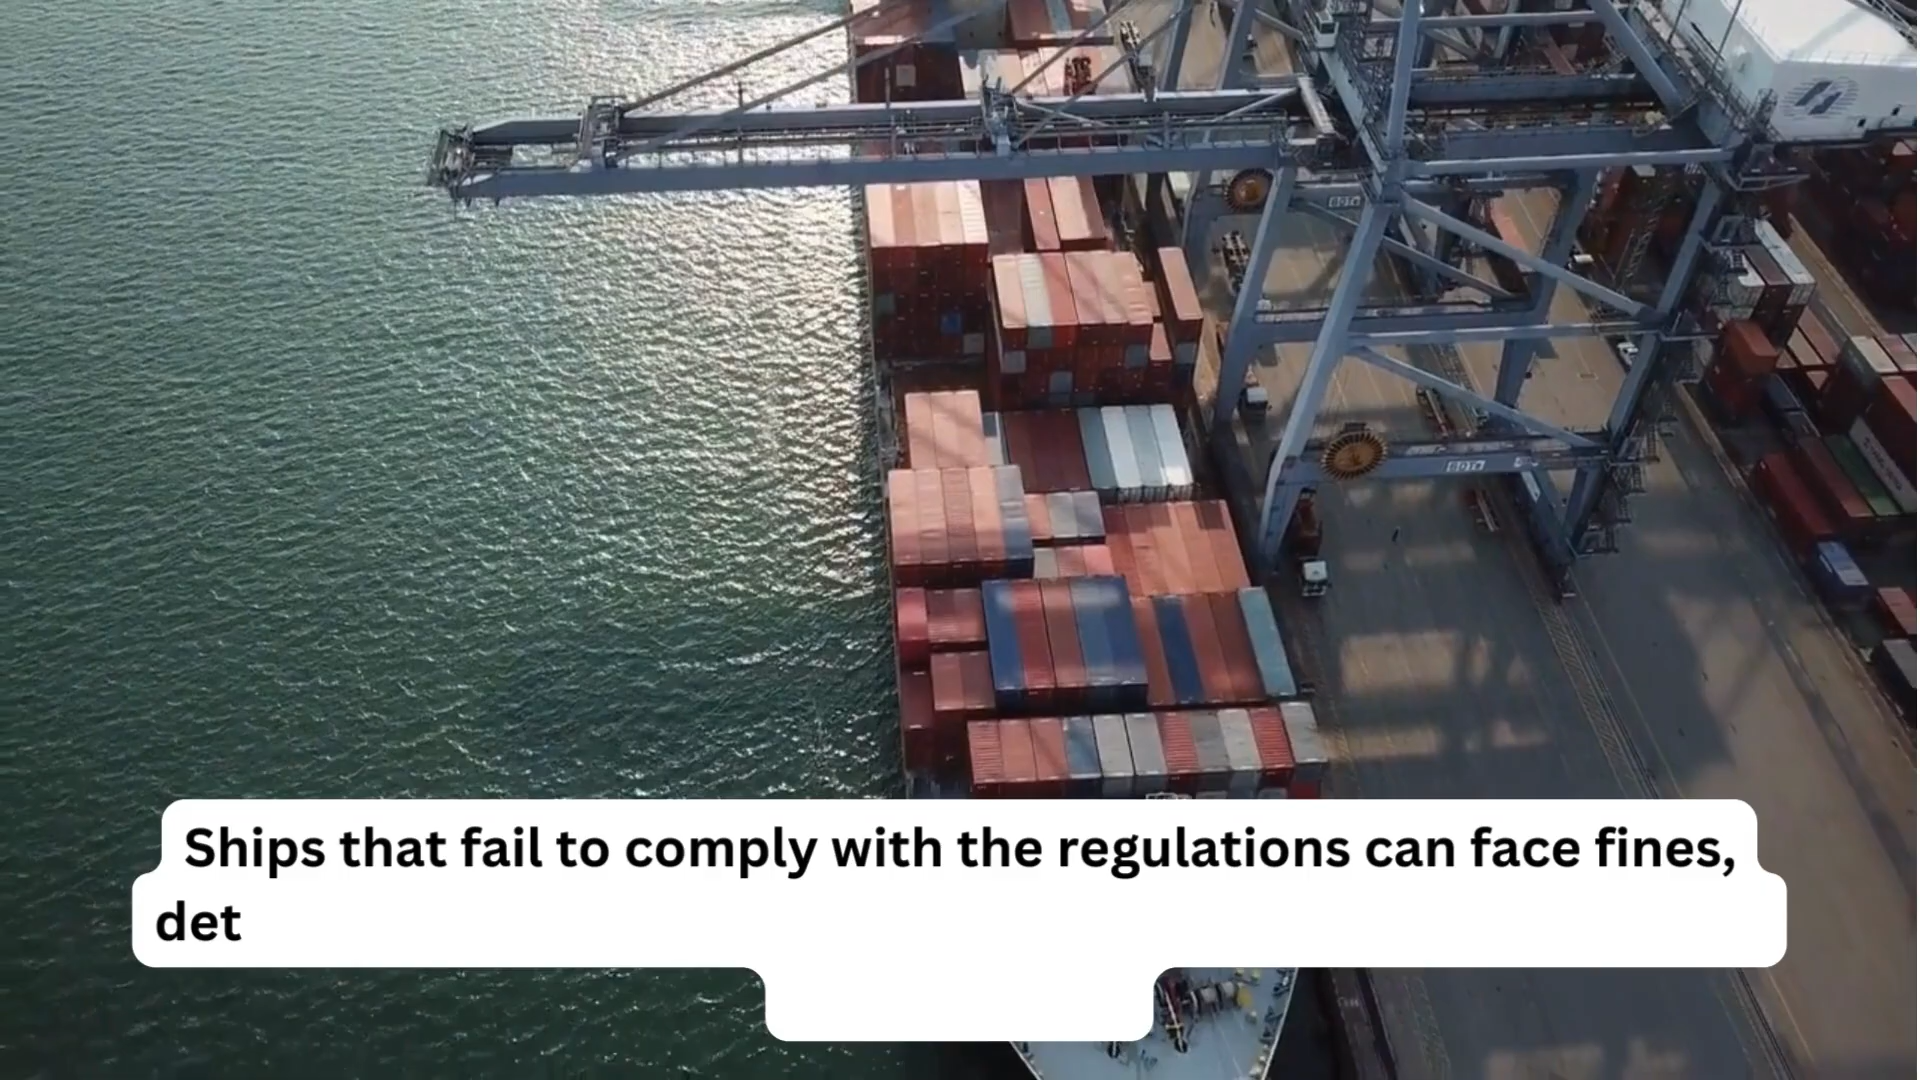 Ships that fail to comply with the regulations can face fines,
det